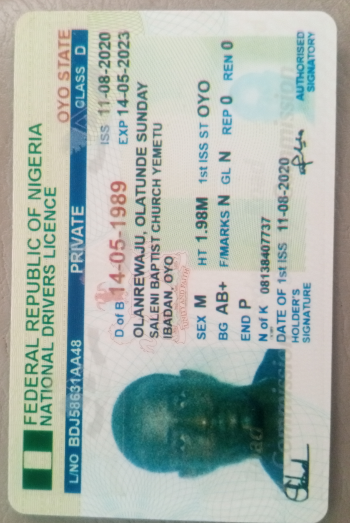 FEDERAL REPUBLIC OF NIGERIA
NATIONAL DRIVERS LICENCE
OYO STATE
L/NO BDJ58631AA48 PRIVATE CLASS D
ISS 11-08-2020
D of B 14-05-1989 EXP 14-05-2023
OLANREWAJU, OLATUNDE SUNDAY
SALENI BAPTIST CHURCH YEMETU
IBADAN, OYO
SEX M HT 1.98M 1st ISS ST OYO
BG AB+ F/MARKS N GL N REP 0 REN 0
END P
N of K 08138407737
DATE OF 1st ISS 11-08-2020
HOLDER'S
SIGNATURE
AUTHORISED
SIGNATORY